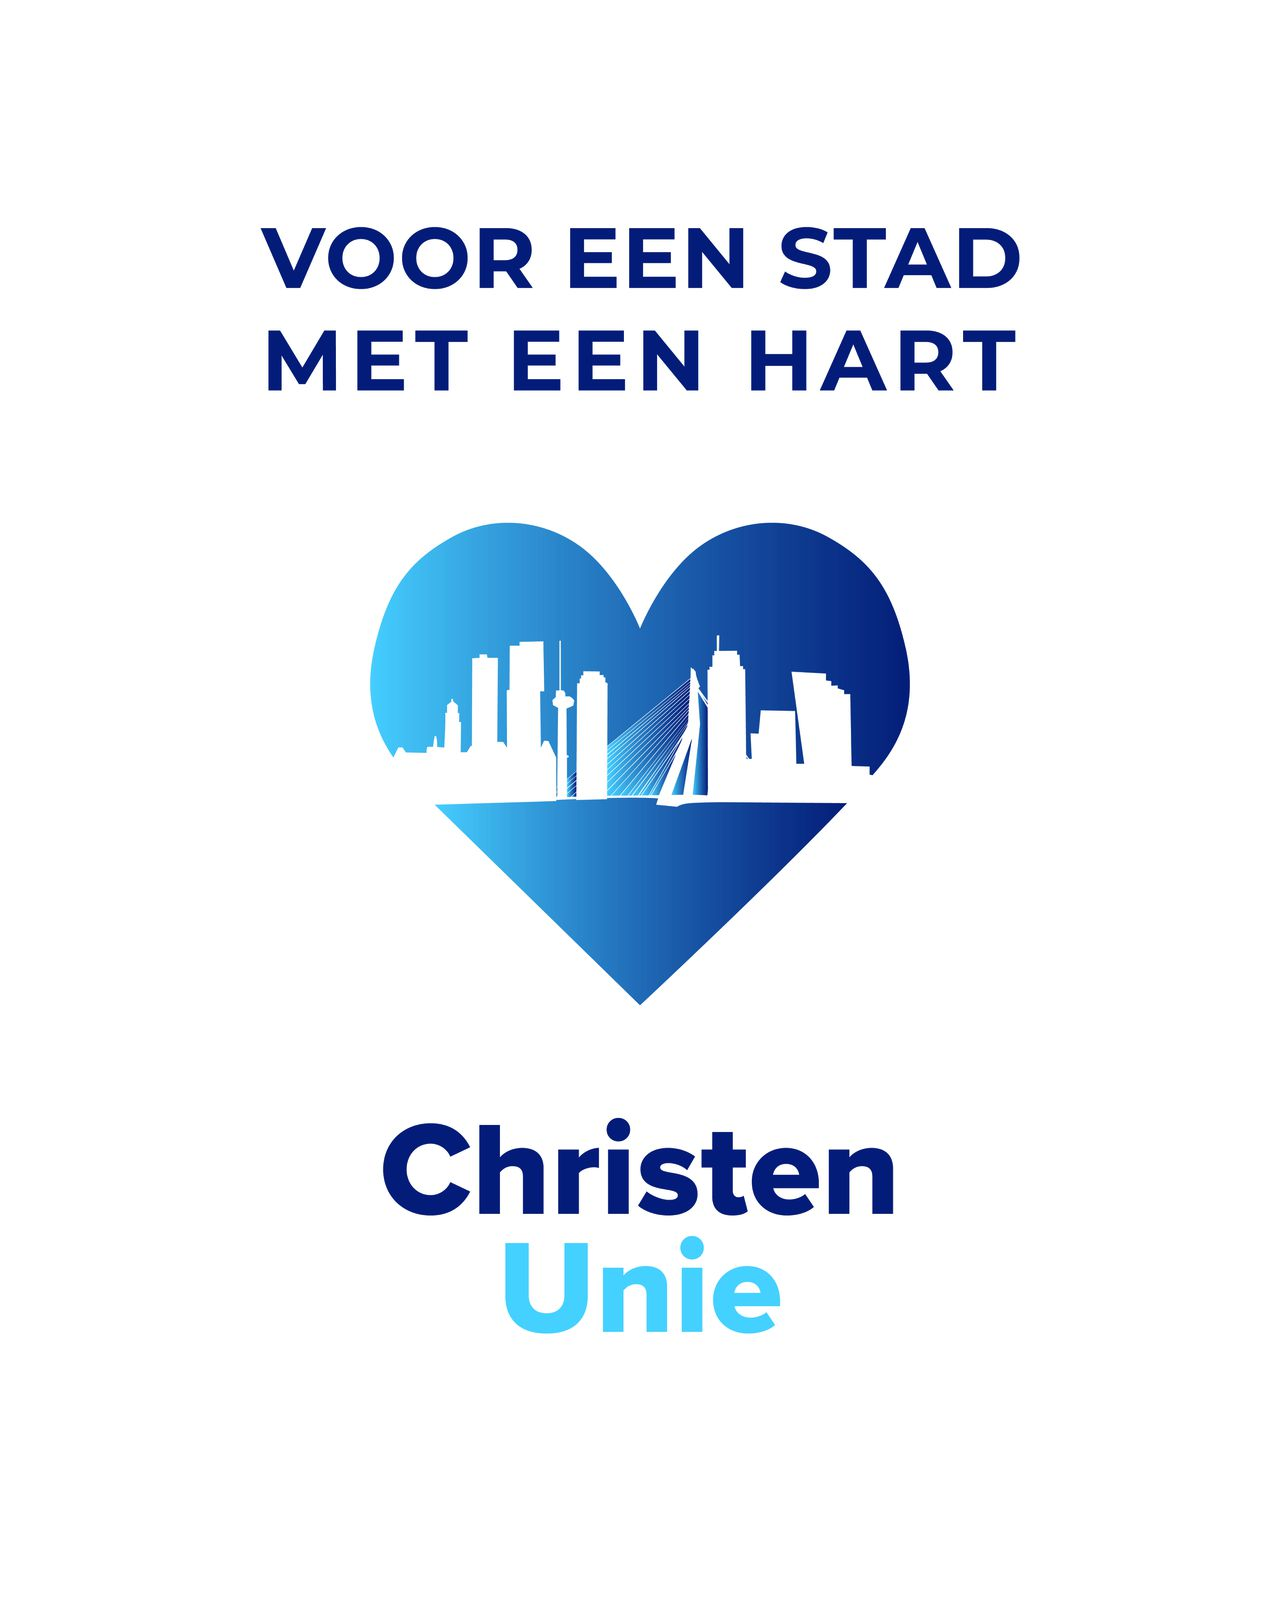 VOOR EEN STAD
MET EEN HART
Christen
Unie